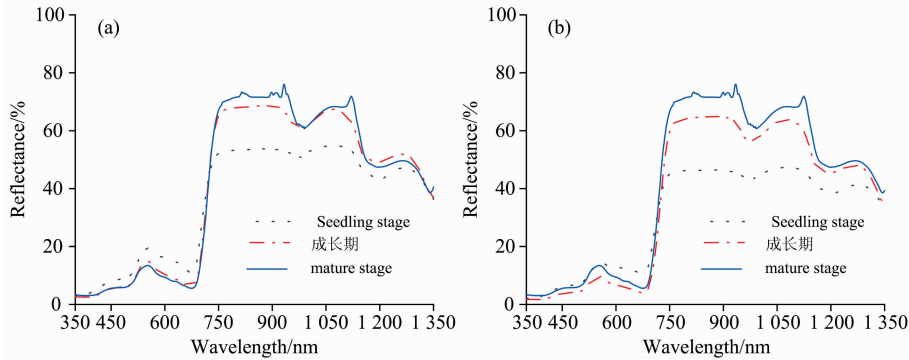 100
(a)
80
60
40
20
0
Reflectance/%
Seedling stage
成长期
mature stage
350 450 600 750 900 1 050 1 200 1 350
Wavelength/nm
100
(b)
80
60
40
20
0
Reflectance/%
Seedling stage
成长期
mature stage
350 450 600 750 900 1 050 1 200 1 350
Wavelength/nm